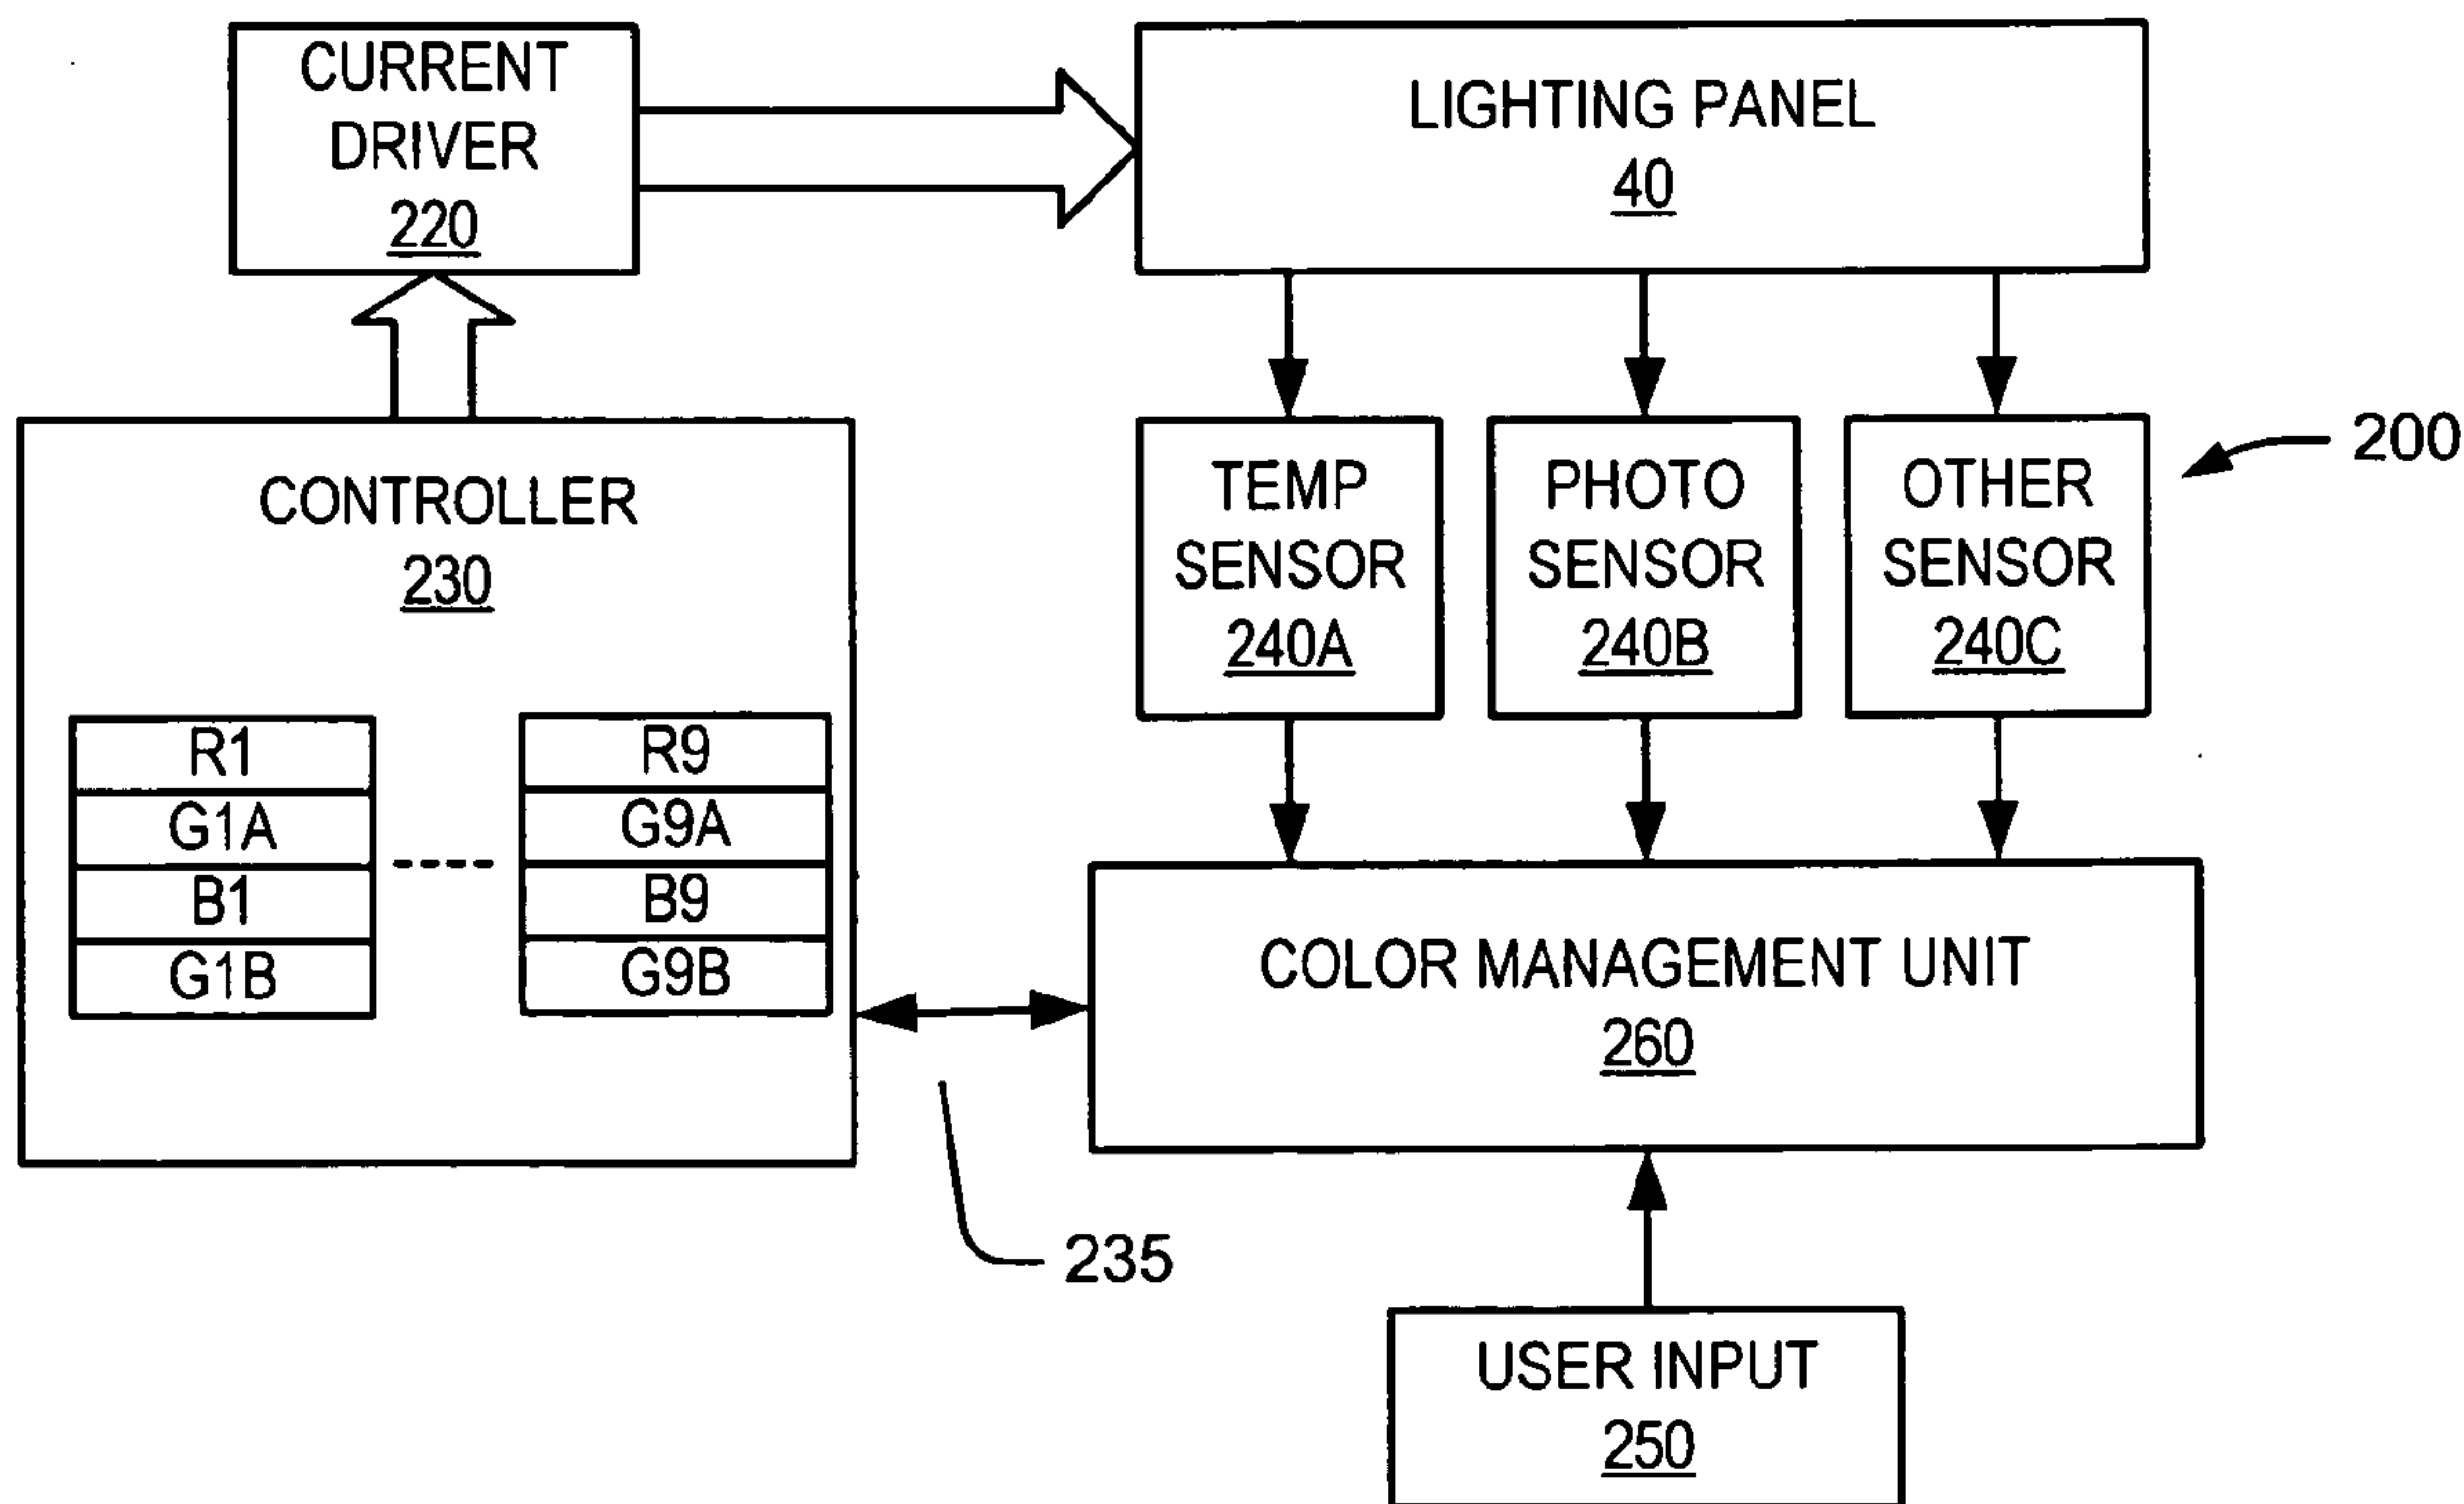 CURRENT
DRIVER
220
LIGHTING PANEL
40
CONTROLLER
230
R1
G1A
B1
G1B
----
R9
G9A
B9
G9B
TEMP
SENSOR
240A
PHOTO
SENSOR
240B
OTHER
SENSOR
240C
200
COLOR MANAGEMENT UNIT
260
235
USER INPUT
250